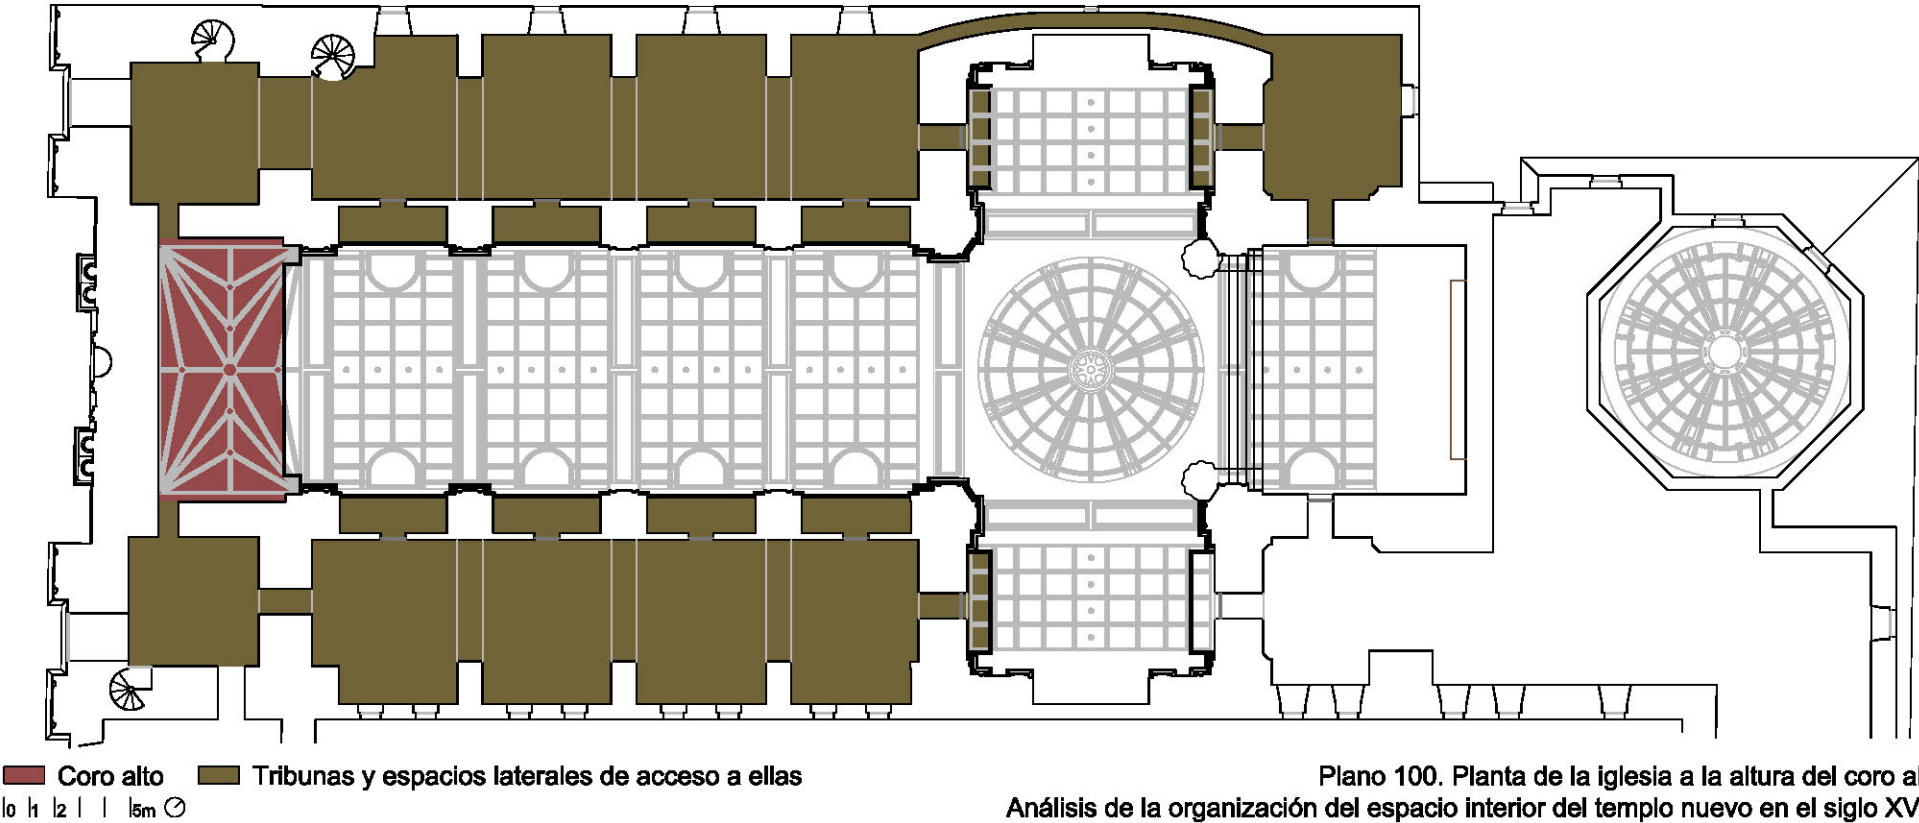 Coro alto
Tribunas y espacios laterales de acceso a ellas
0 1 2 5m
Plano 100. Planta de la iglesia a la altura del coro al
Análisis de la organización del espacio interior del templo nuevo en el siglo XV